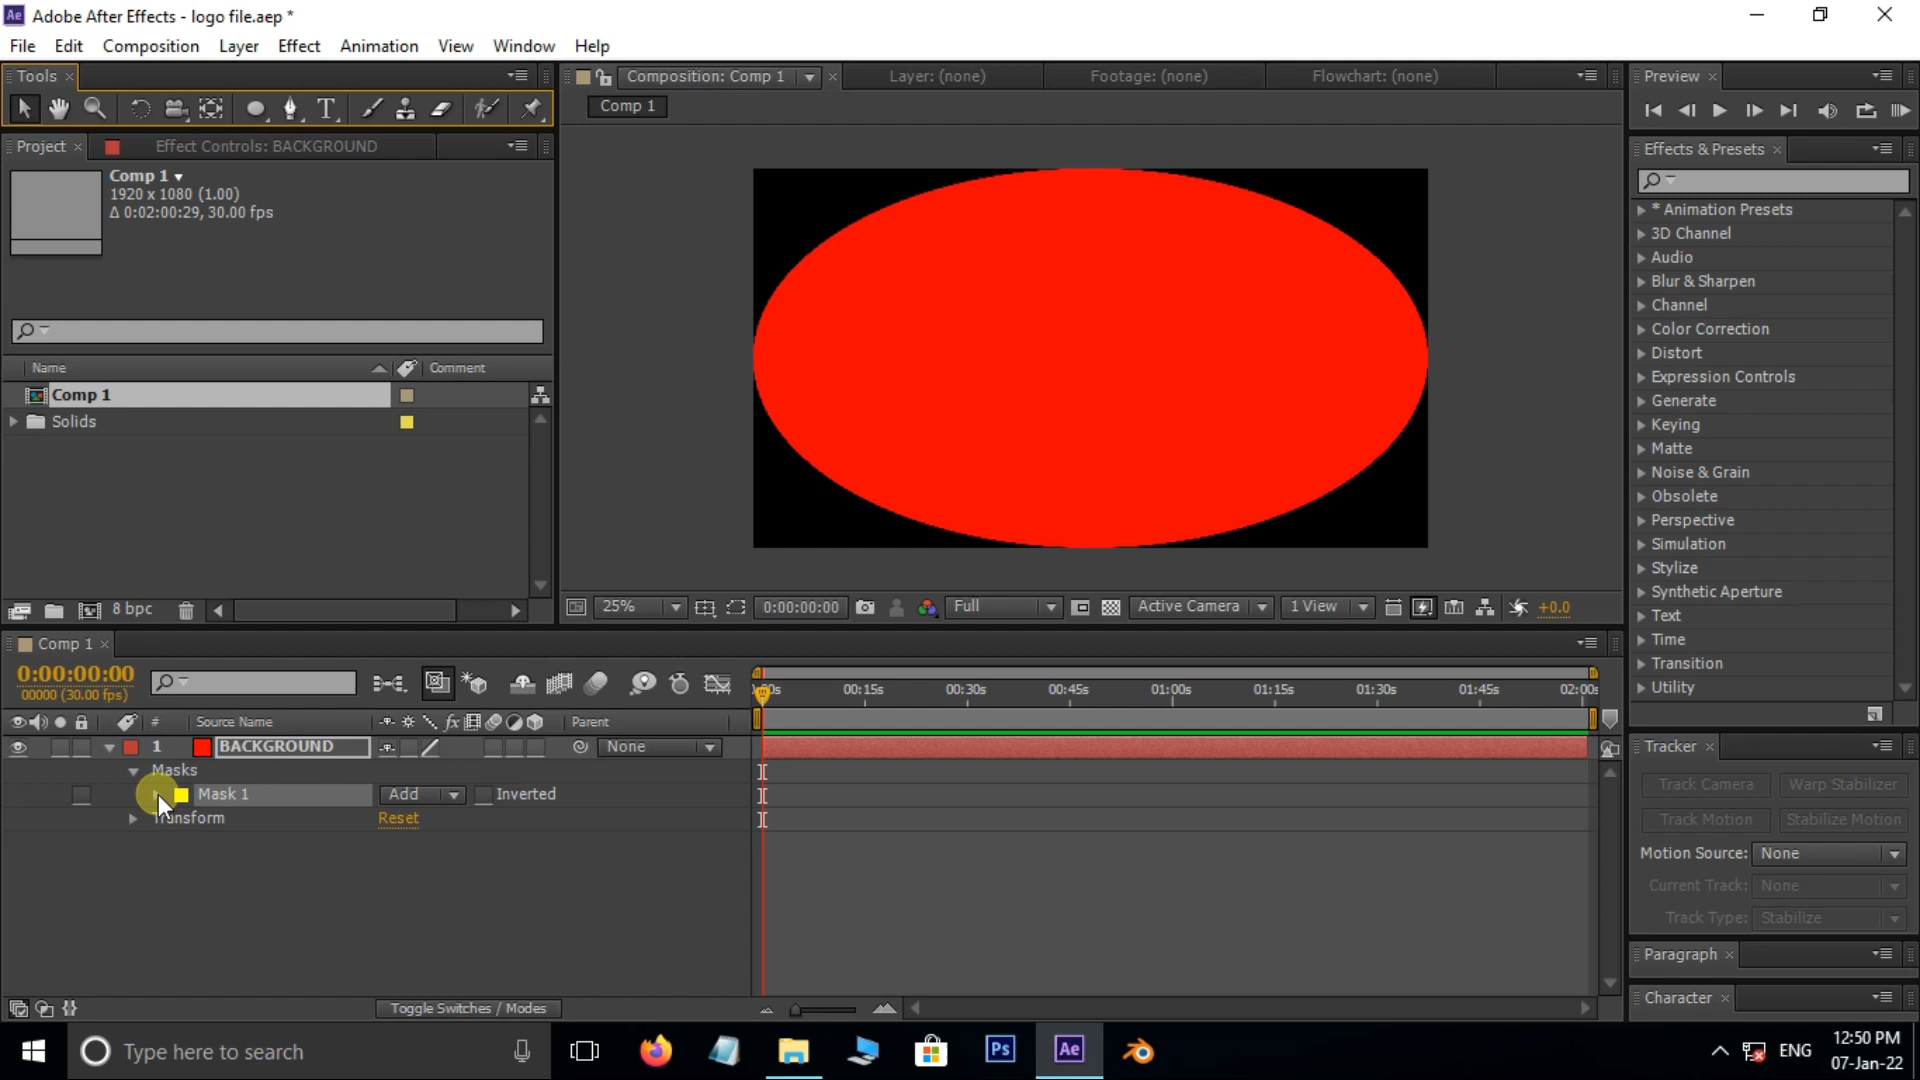 Ae Adobe After Effects - logo file.aep *
File Edit Composition Layer Effect Animation View Window Help
Tools
Composition: Comp 1
Layer: (none)
Footage: (none)
Flowchart: (none)
Preview
Comp 1
Project
Effect Controls: BACKGROUND
Effects & Presets
Comp 1
1920 x 1080 (1.00)
Δ 0:02:00:29, 30.00 fps
* Animation Presets
3D Channel
Audio
Blur & Sharpen
Channel
Color Correction
Distort
Expression Controls
Generate
Keying
Matte
Noise & Grain
Obsolete
Perspective
Simulation
Stylize
Synthetic Aperture
Text
Time
Transition
Utility
Name
Comment
Comp 1
Solids
8 bpc
25%
0:00:00:00
Full
Active Camera
1 View
+0.0
Comp 1
0:00:00:00
00000 (30.00 fps)
00:15s 00:30s 00:45s 01:00s 01:15s 01:30s 01:45s 02:00s
# Source Name
Parent
1 BACKGROUND
None
Masks
Mask 1
Add
Inverted
Transform
Reset
Toggle Switches / Modes
Tracker
Track Camera
Warp Stabilizer
Track Motion
Stabilize Motion
Motion Source: None
Current Track: None
Track Type: Stabilize
Paragraph
Character
Type here to search
Ps
Ae
ENG
12:50 PM
07-Jan-22